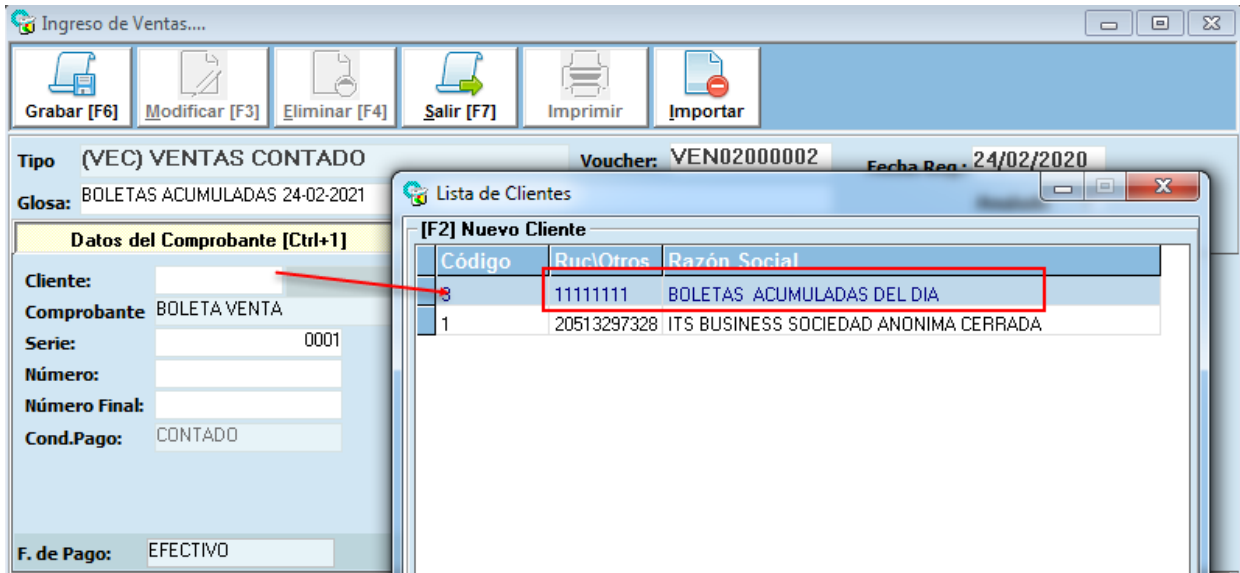 Ingreso de Ventas....
Grabar [F6] Modificar [F3] Eliminar [F4] Salir [F7] Imprimir Importar
Tipo (VEC) VENTAS CONTADO Voucher: VEN02000002 Fecha Reg.: 24/02/2020
Glosa: BOLETAS ACUMULADAS 24-02-2021
Lista de Clientes
[F2] Nuevo Cliente
Datos del Comprobante [Ctrl+1]
Código Ruc\Otros Razón Social
Cliente:
3 11111111 BOLETAS ACUMULADAS DEL DIA
Comprobante BOLETA VENTA
1 20513297328 ITS BUSINESS SOCIEDAD ANONIMA CERRADA
Serie: 0001
Número:
Número Final:
Cond.Pago: CONTADO
F. de Pago: EFECTIVO